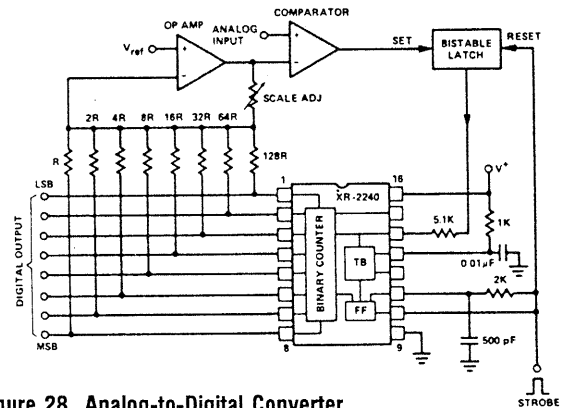 COMPARATOR
OP AMP
ANALOG
INPUT
Vref
+
−
+
−
SET
BISTABLE
LATCH
RESET
SCALE ADJ
R
2R
4R
8R
16R
32R
64R
128R
LSB
DIGITAL OUTPUT
MSB
1
16
XR-2240
BINARY COUNTER
TB
FF
8
9
V+
5.1K
1K
0.01µF
2K
500 pF
STROBE
gure 28. Analog-to-Digital Converter